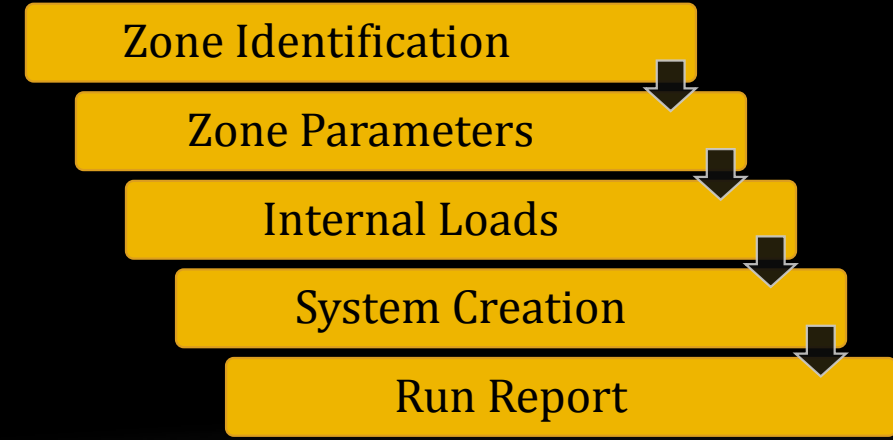 Zone Identification
Zone Parameters
Internal Loads
System Creation
Run Report